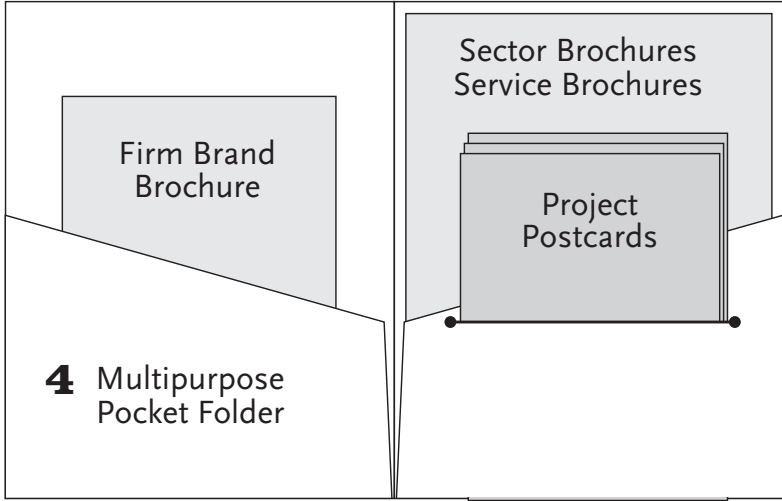 Firm Brand
Brochure
Sector Brochures
Service Brochures
Project
Postcards
4 Multipurpose
Pocket Folder